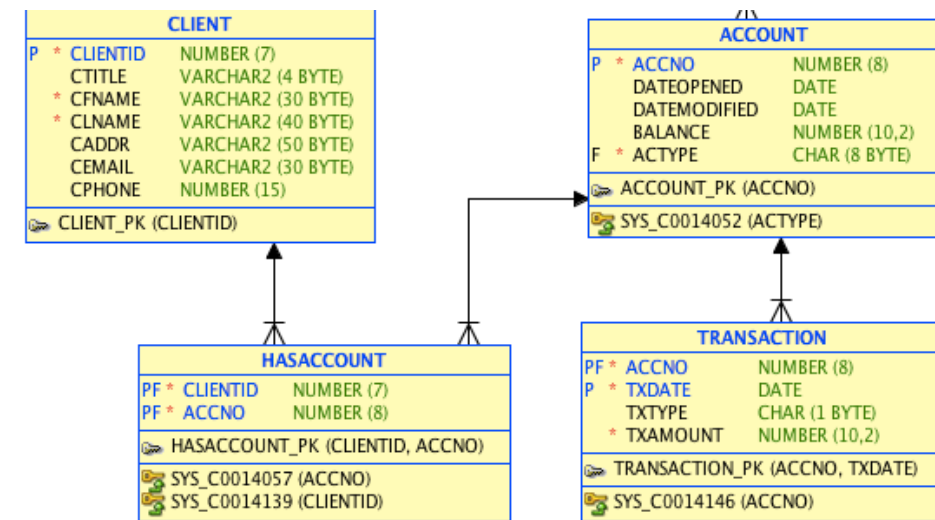 CLIENT
P * CLIENTID NUMBER (7)
CTITLE VARCHAR2 (4 BYTE)
* CFNAME VARCHAR2 (30 BYTE)
* CLNAME VARCHAR2 (40 BYTE)
CADDR VARCHAR2 (50 BYTE)
CEMAIL VARCHAR2 (30 BYTE)
CPHONE NUMBER (15)
CLIENT_PK (CLIENTID)
ACCOUNT
P * ACCNO NUMBER (8)
DATEOPENED DATE
DATEMODIFIED DATE
BALANCE NUMBER (10,2)
F * ACTYPE CHAR (8 BYTE)
ACCOUNT_PK (ACCNO)
SYS_C0014052 (ACTYPE)
HASACCOUNT
PF * CLIENTID NUMBER (7)
PF * ACCNO NUMBER (8)
HASACCOUNT_PK (CLIENTID, ACCNO)
SYS_C0014057 (ACCNO)
SYS_C0014139 (CLIENTID)
TRANSACTION
PF * ACCNO NUMBER (8)
P * TXDATE DATE
TXTYPE CHAR (1 BYTE)
* TXAMOUNT NUMBER (10,2)
TRANSACTION_PK (ACCNO, TXDATE)
SYS_C0014146 (ACCNO)